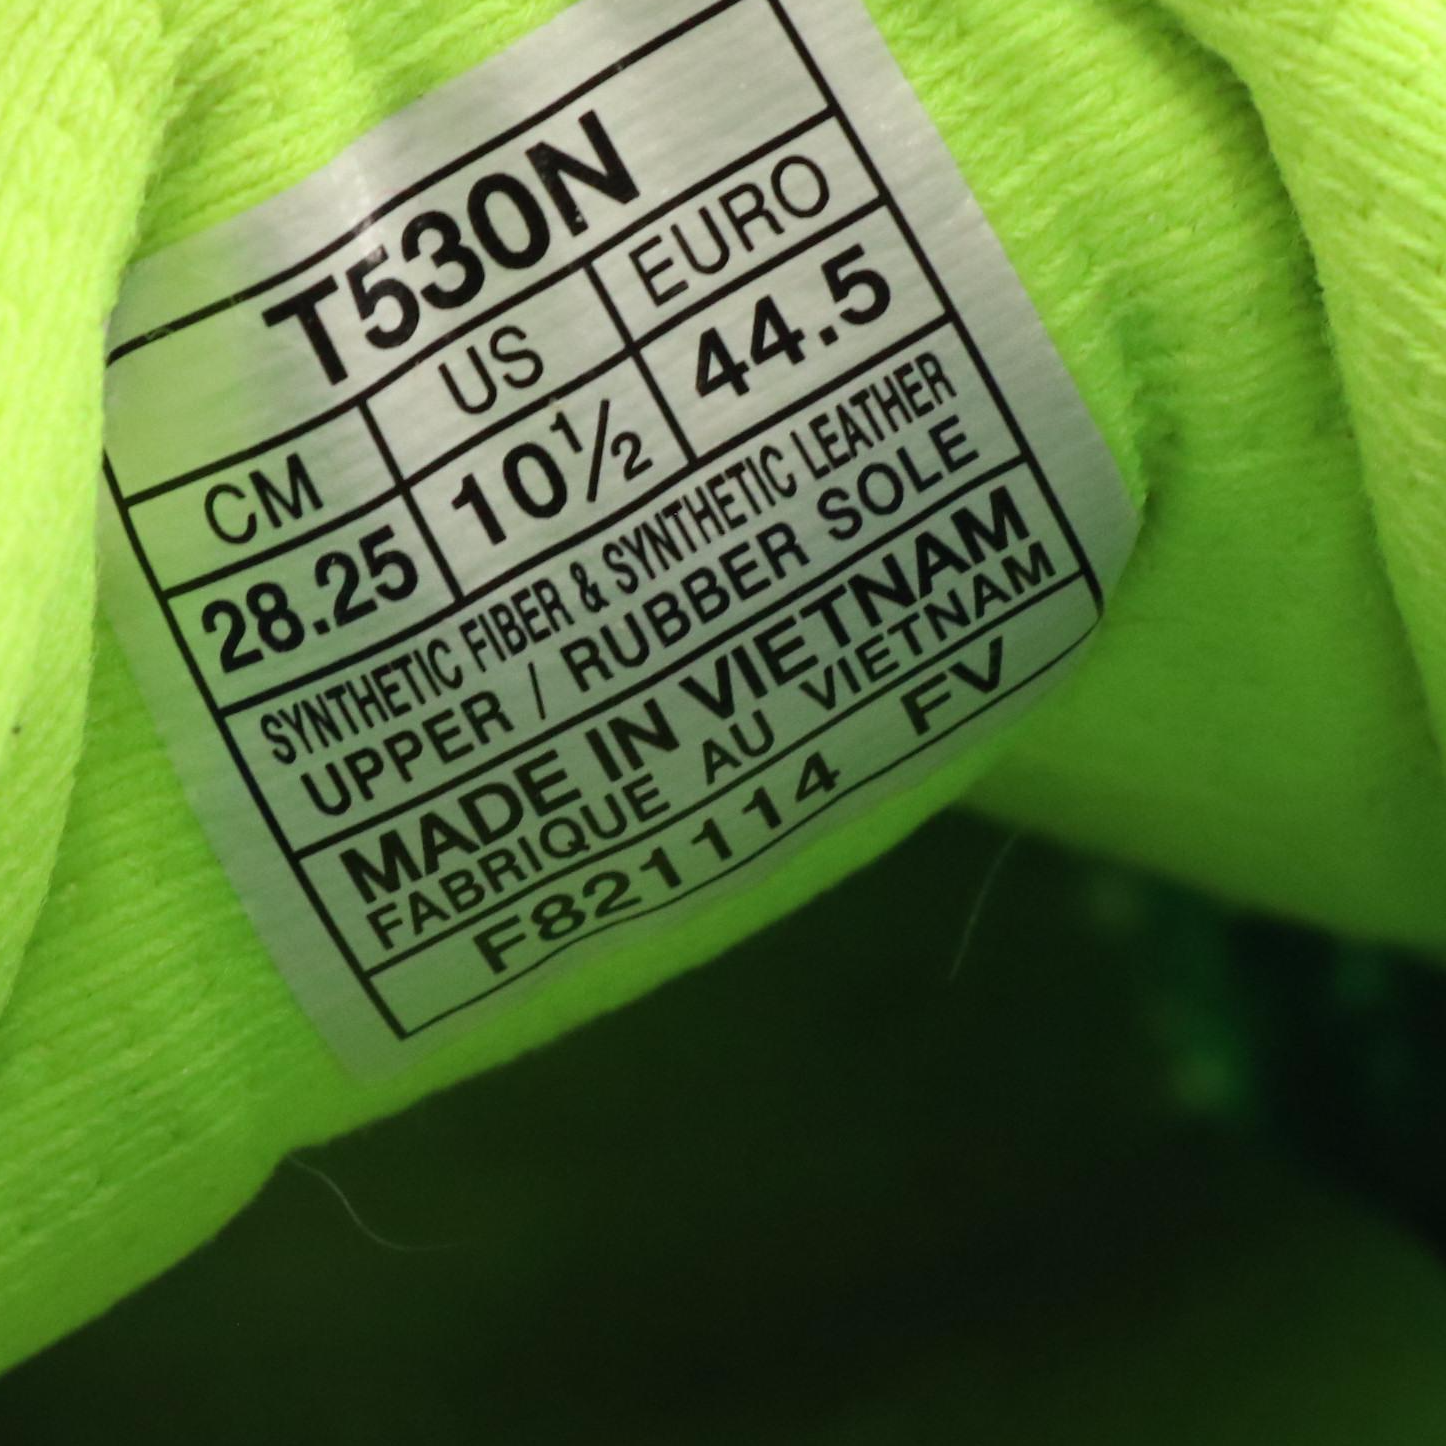 T530N
CM US EURO
28.25 10½ 44.5
SYNTHETIC FIBER & SYNTHETIC LEATHER
UPPER / RUBBER SOLE
MADE IN VIETNAM
FABRIQUE AU VIETNAM
F821114 FV